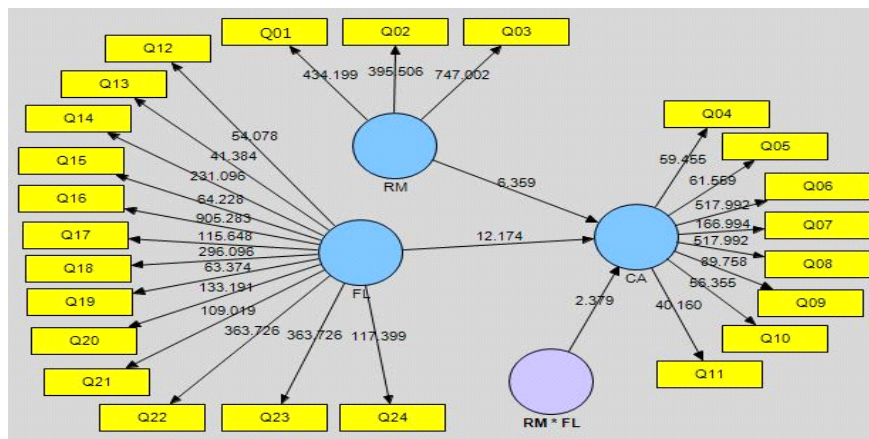 Q12
Q01
Q02
Q03
Q13
434.199
395.506
747.002
Q14
54.078
Q04
41.384
Q05
Q15
231.096
59.455
RM
61.559
Q06
Q16
64.228
6.359
517.992
905.283
166.994
Q07
Q17
115.648
12.174
517.992
Q18
296.096
89.758
Q08
63.374
FL
CA
56.355
Q09
Q19
133.191
2.379
40.160
Q10
Q20
109.019
363.726
363.726
117.399
Q11
Q21
Q22
Q23
Q24
RM * FL